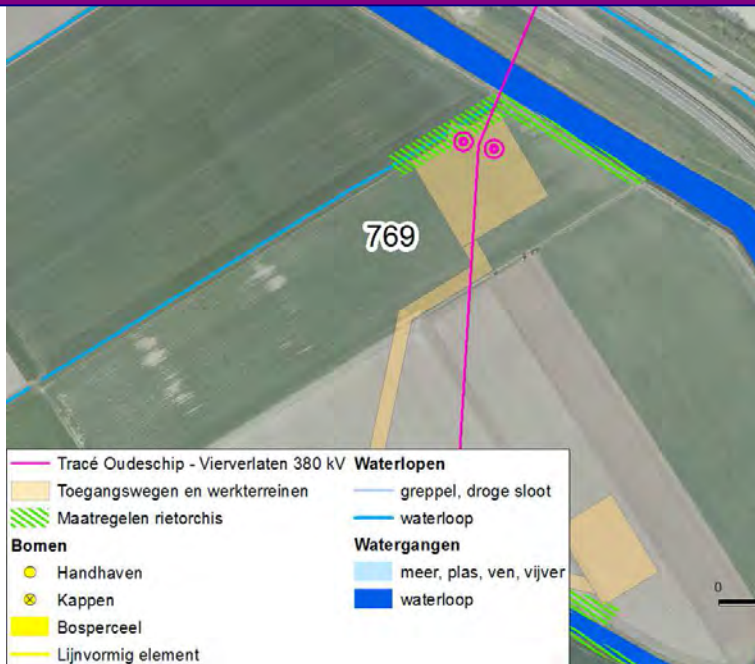 769
Tracé Oudeschip - Vierverlaten 380 kV
Toegangswegen en werkterreinen
Maatregelen rietorchis
Bomen
Handhaven
Kappen
Bosperceel
Lijnvormig element
Waterlopen
greppel, droge sloot
waterloop
Watergangen
meer, plas, ven, vijver
waterloop
0